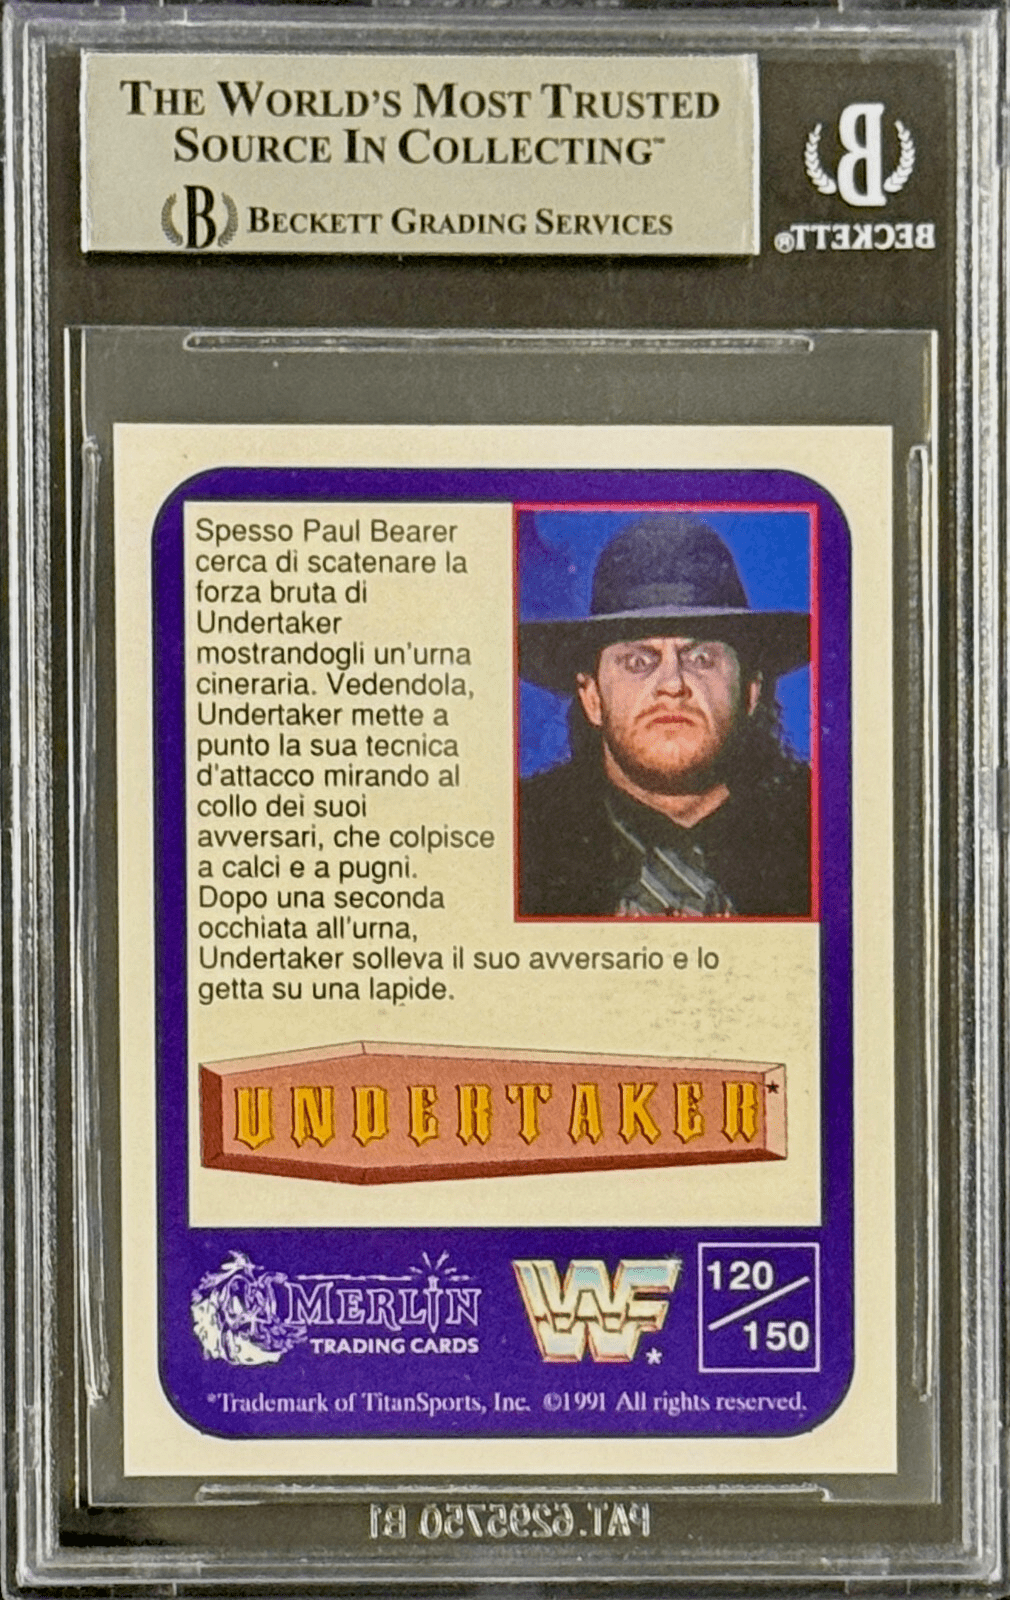 THE WORLD'S MOST TRUSTED
SOURCE IN COLLECTING™
B BECKETT GRADING SERVICES
B
BECKETT®
Spesso Paul Bearer
cerca di scatenare la
forza bruta di
Undertaker
mostrandogli un'urna
cineraria. Vedendola,
Undertaker mette a
punto la sua tecnica
d'attacco mirando al
collo dei suoi
avversari, che colpisce
a calci e a pugni.
Dopo una seconda
occhiata all'urna,
Undertaker solleva il suo avversario e lo
getta su una lapide.
UNDERTAKER*
MERLIN
TRADING CARDS
WF*
120/150
*Trademark of TitanSports, Inc. ©1991 All rights reserved.
PAT.6295750 B1